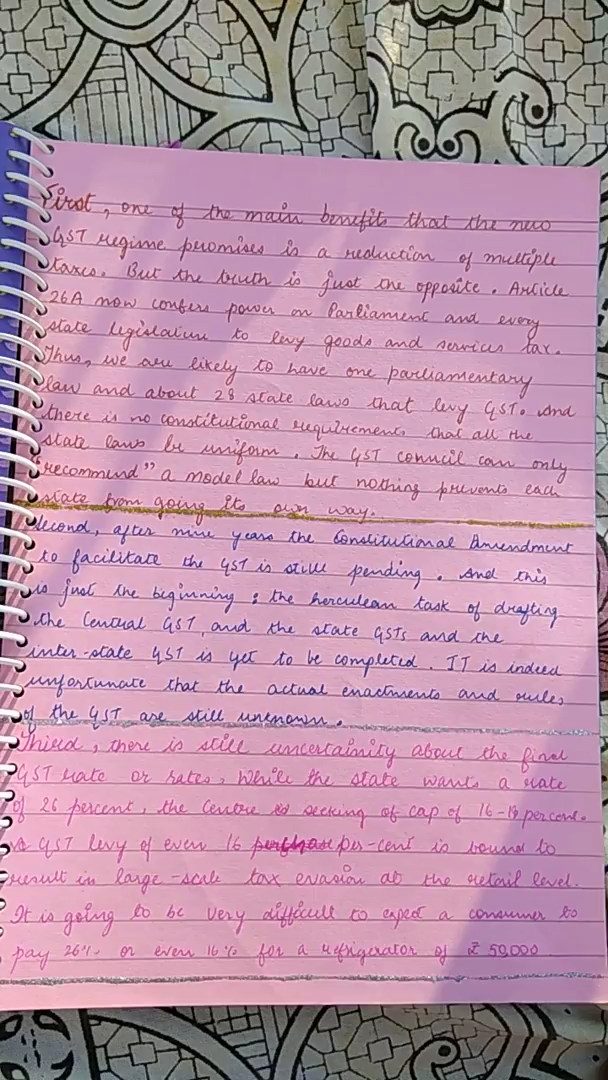 First, one of the main benefits that the new
GST regime promises is a reduction of multiple
taxes. But the truth is just the opposite. Article
26A now confers power on Parliament and every
state legislature to levy goods and services tax.
Thus, we are likely to have one parliamentary
law and about 28 state laws that levy GST. And
there is no constitutional requirements that all the
state laws be uniform. The GST council can only
recommend" a model law but nothing prevents each
state from going its own way.
Second, after nine years the Constitutional Amendment
to facilitate the GST is still pending. And this
is just the beginning : the herculean task of drafting
the Central GST, and the state GSTs and the
inter-state GST is yet to be completed. IT is indeed
unfortunate that the actual enactments and rules
of the GST are still unknown.
Third, there is still uncertainity about the final
GST rate or rates, While the state wants a rate
of 26 percent, the Centre is secking of cap of 16-18 percent.
A GST levy of even 16 per-cent is bound to
result in large-scale tax evasion at the retail level.
It is going to be very difficult to expect a consumer to
pay 26% or even 16% for a refrigerator of ₹ 50,000